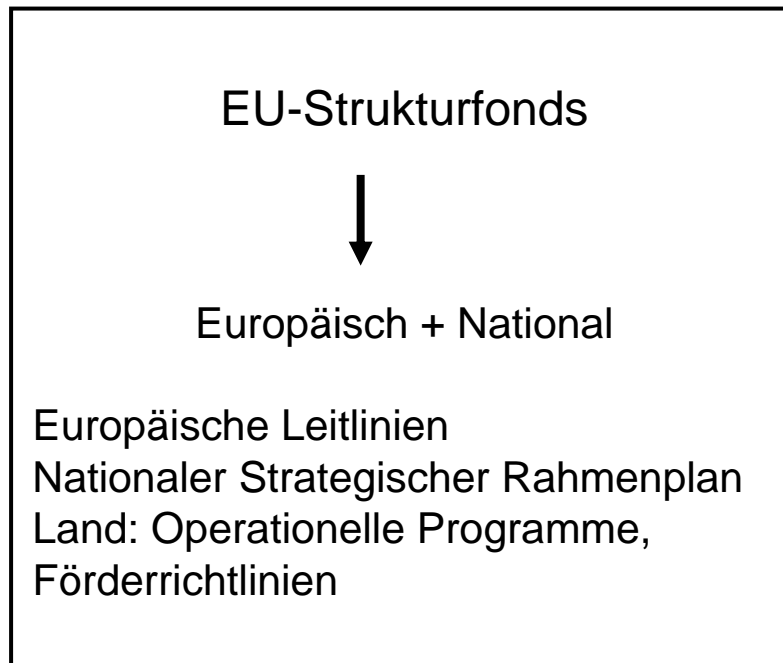 EU-Strukturfonds
Europäisch + National
Europäische Leitlinien
Nationaler Strategischer Rahmenplan
Land: Operationelle Programme,
Förderrichtlinien